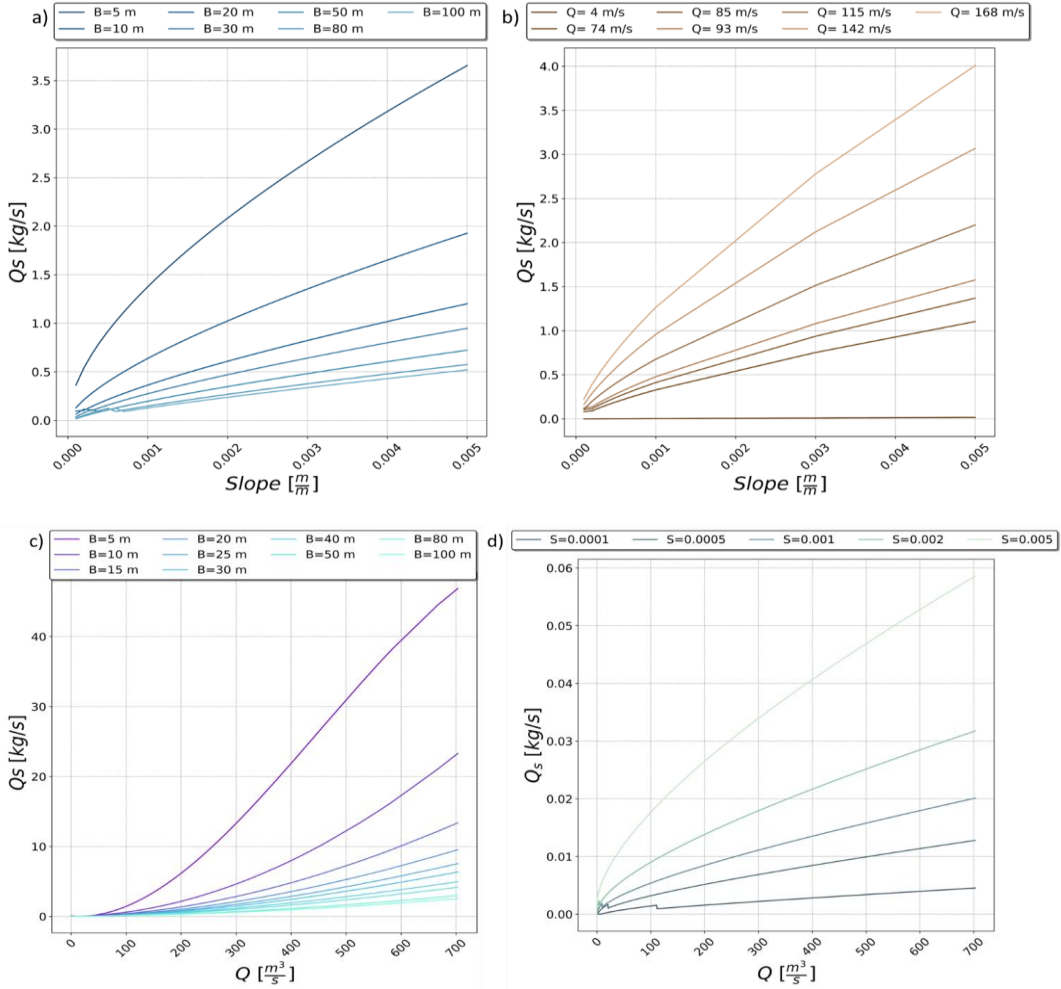 a)
B=5 m B=20 m B=50 m B=100 m
B=10 m B=30 m B=80 m
Qs [kg/s]
3.5
3.0
2.5
2.0
1.5
1.0
0.5
0.0
0.000 0.001 0.002 0.003 0.004 0.005
Slope [m/m]
b)
Q= 4 m/s Q= 85 m/s Q= 115 m/s Q= 168 m/s
Q= 74 m/s Q= 93 m/s Q= 142 m/s
Qs [kg/s]
4.0
3.5
3.0
2.5
2.0
1.5
1.0
0.5
0.0
0.000 0.001 0.002 0.003 0.004 0.005
Slope [m/m]
c)
B=5 m B=20 m B=40 m B=80 m
B=10 m B=25 m B=50 m B=100 m
B=15 m B=30 m
Qs [kg/s]
40
30
20
10
0
0 100 200 300 400 500 600 700
Q [m³/s]
d)
S=0.0001 S=0.0005 S=0.001 S=0.002 S=0.005
Qs [kg/s]
0.06
0.05
0.04
0.03
0.02
0.01
0.00
0 100 200 300 400 500 600 700
Q [m³/s]